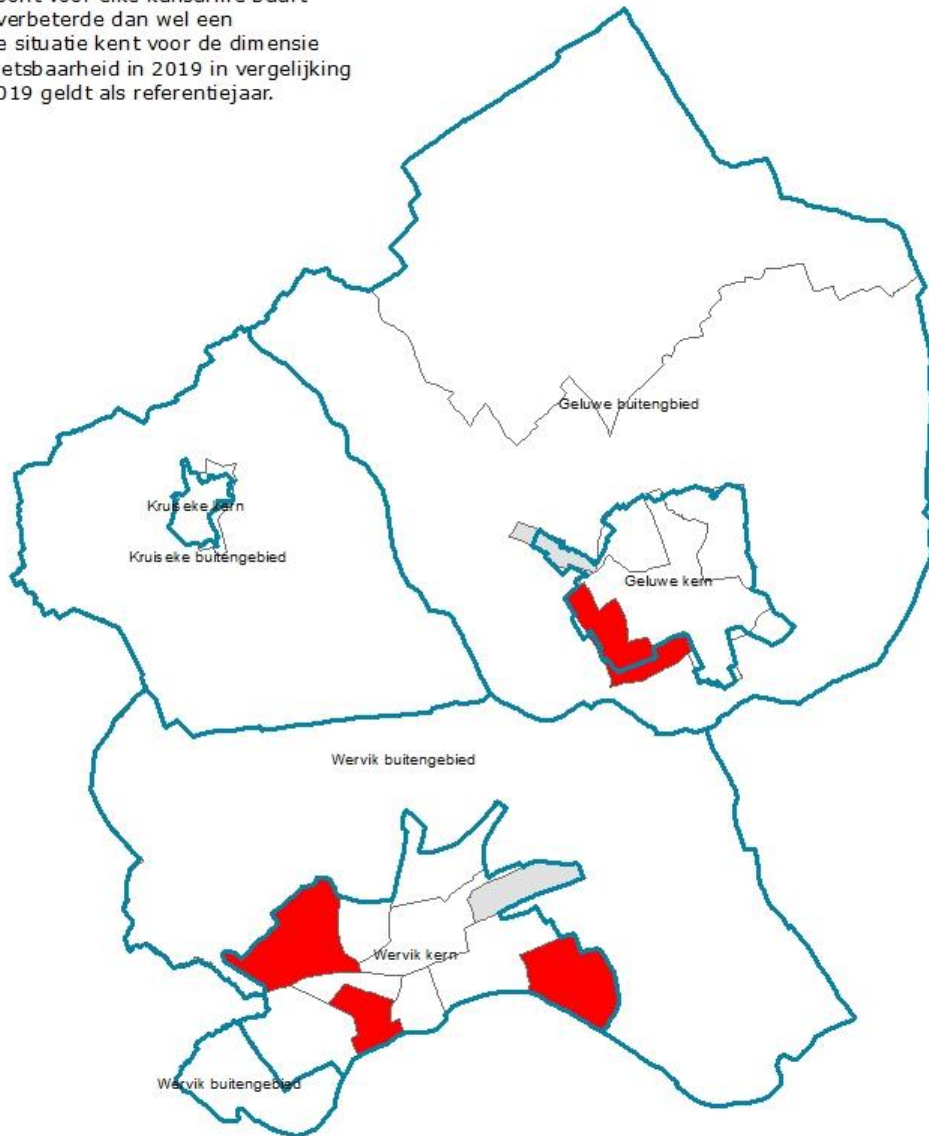 verbeterde dan wel een
e situatie kent voor de dimensie
etsbaarheid in 2019 in vergelijking
019 geldt als referentiejaar.
Geluwe buitengbied
Kruiseke kern
Kruiseke buitengebied
Geluwe kern
Wervik buitengebied
Wervik kern
Wervik buitengebied